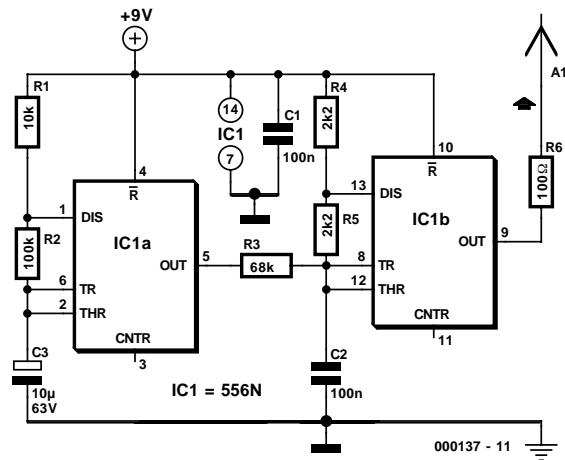 +9V
A1
R1
10k
R4
2k2
14
IC1
7
C1
100n
R6
100Ω
4
R
10
R
1
DIS
IC1a
13
DIS
IC1b
R2
100k
R5
2k2
OUT
5
R3
68k
OUT
9
6
TR
2
THR
8
TR
12
THR
CNTR
3
CNTR
11
C3
10µ
63V
IC1 = 556N
C2
100n
000137 - 11